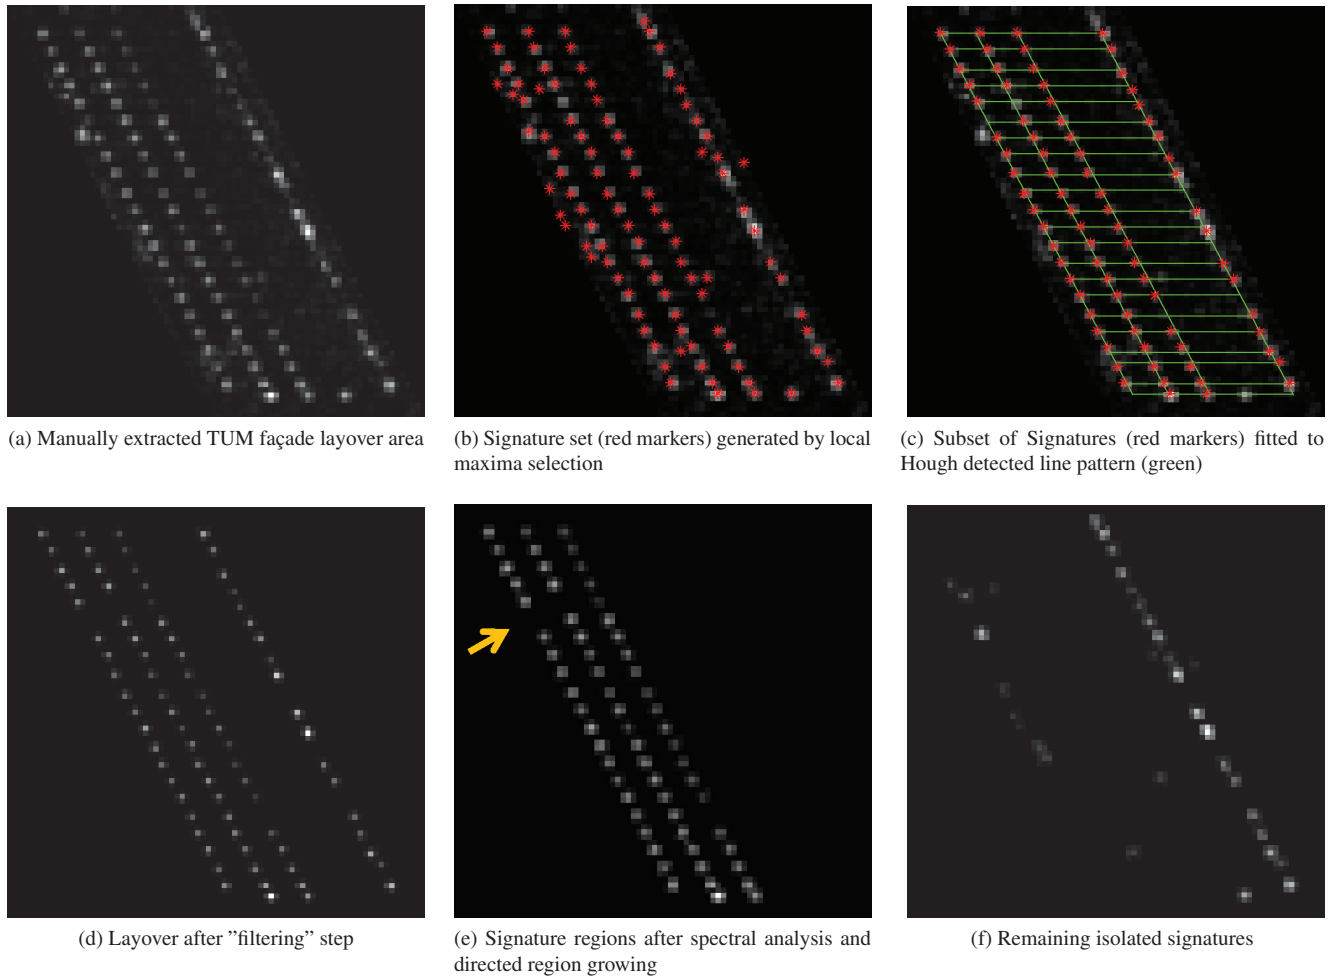 (a) Manually extracted TUM façade layover area
(b) Signature set (red markers) generated by local
maxima selection
(c) Subset of Signatures (red markers) fitted to
Hough detected line pattern (green)
(d) Layover after ”filtering” step
(e) Signature regions after spectral analysis and
directed region growing
(f) Remaining isolated signatures